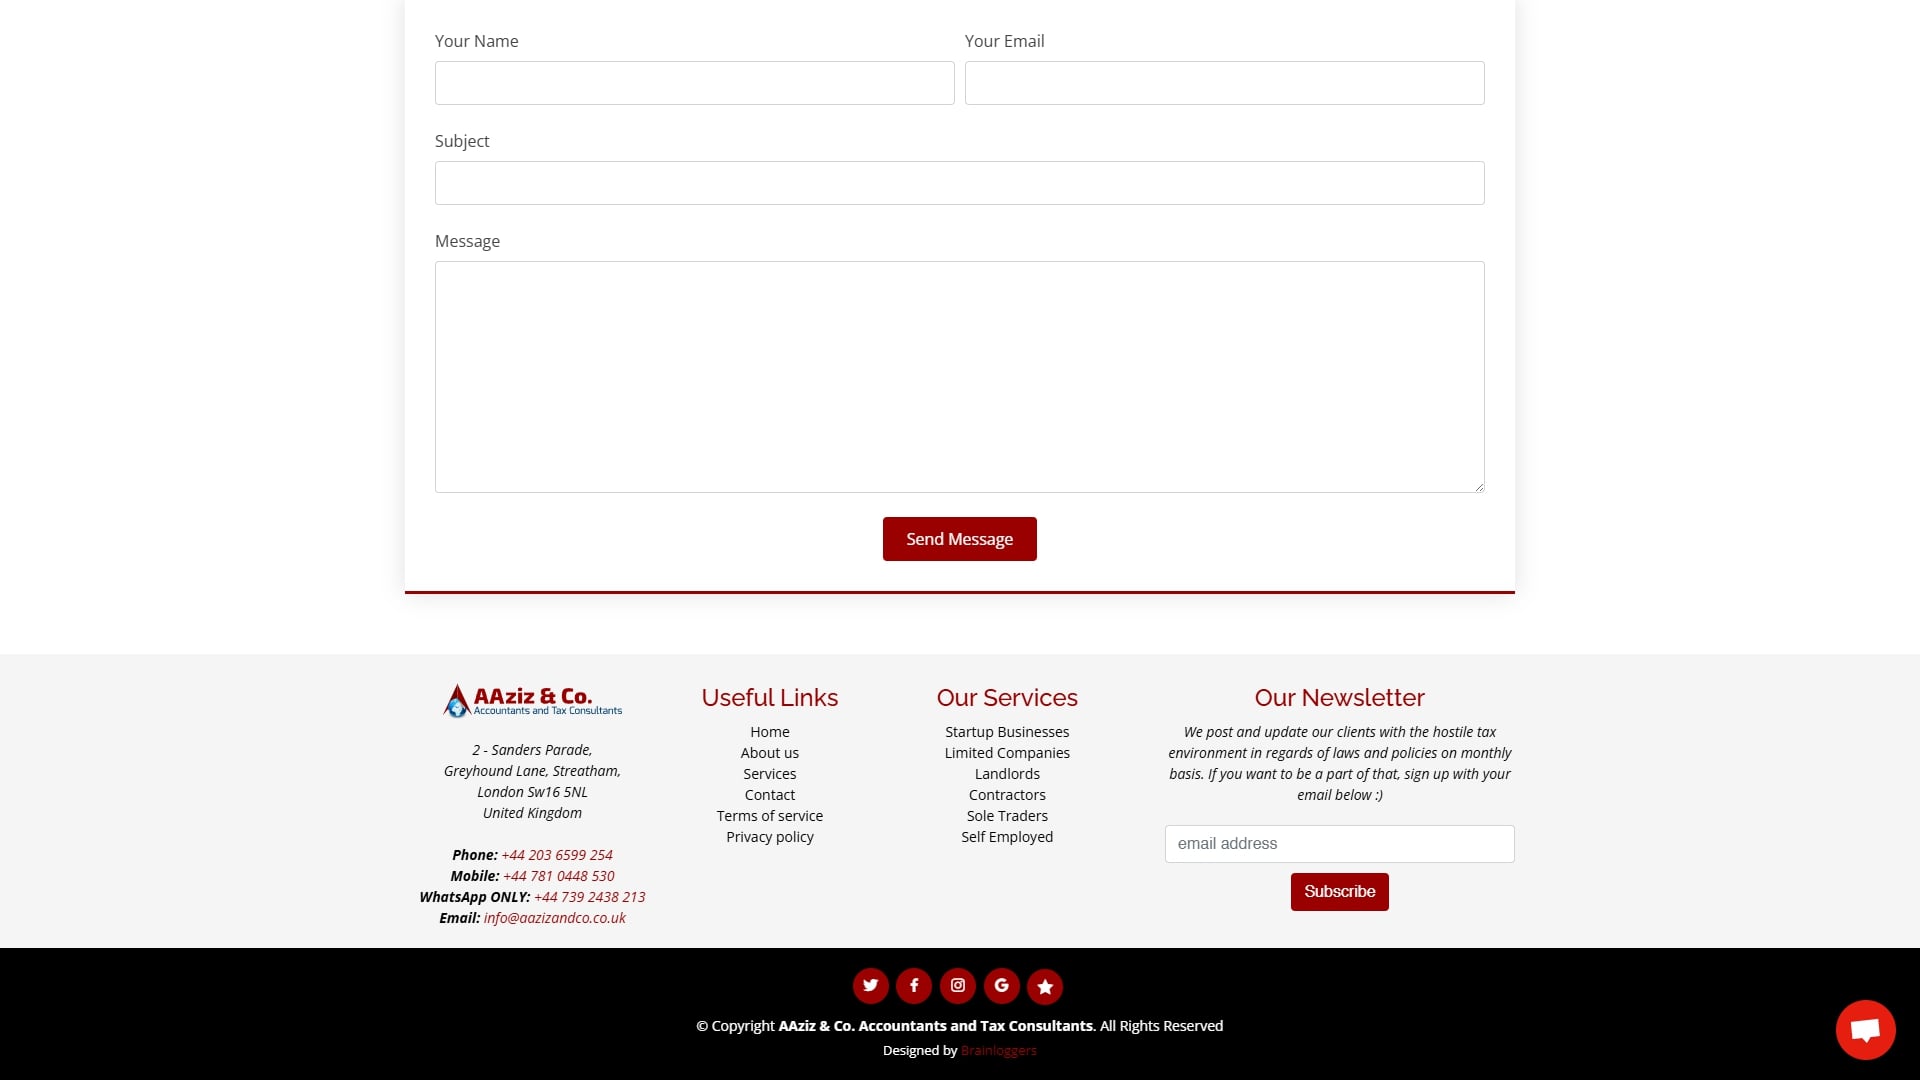 Your Name
Your Email
Subject
Message
Send Message
AAziz & Co.
Accountants and Tax Consultants
2 - Sanders Parade,
Greyhound Lane, Streatham,
London Sw16 5NL
United Kingdom
Phone: +44 203 6599 254
Mobile: +44 781 0448 530
WhatsApp ONLY: +44 739 2438 213
Email: info@aazizandco.co.uk
Useful Links
Home
About us
Services
Contact
Terms of service
Privacy policy
Our Services
Startup Businesses
Limited Companies
Landlords
Contractors
Sole Traders
Self Employed
Our Newsletter
We post and update our clients with the hostile tax
environment in regards of laws and policies on monthly
basis. If you want to be a part of that, sign up with your
email below :)
email address
Subscribe
© Copyright AAziz & Co. Accountants and Tax Consultants. All Rights Reserved
Designed by Brainloggers